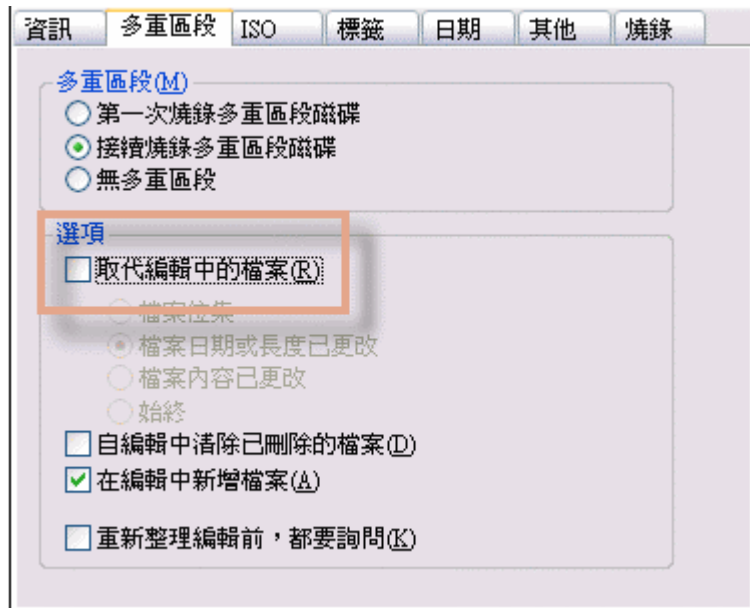 資訊 多重區段 ISO 標籤 日期 其他 燒錄
多重區段(M)
第一次燒錄多重區段磁碟
接續燒錄多重區段磁碟
無多重區段
選項
取代編輯中的檔案(R)
檔案位集
檔案日期或長度已更改
檔案內容已更改
始終
自編輯中清除已刪除的檔案(D)
在編輯中新增檔案(A)
重新整理編輯前，都要詢問(K)